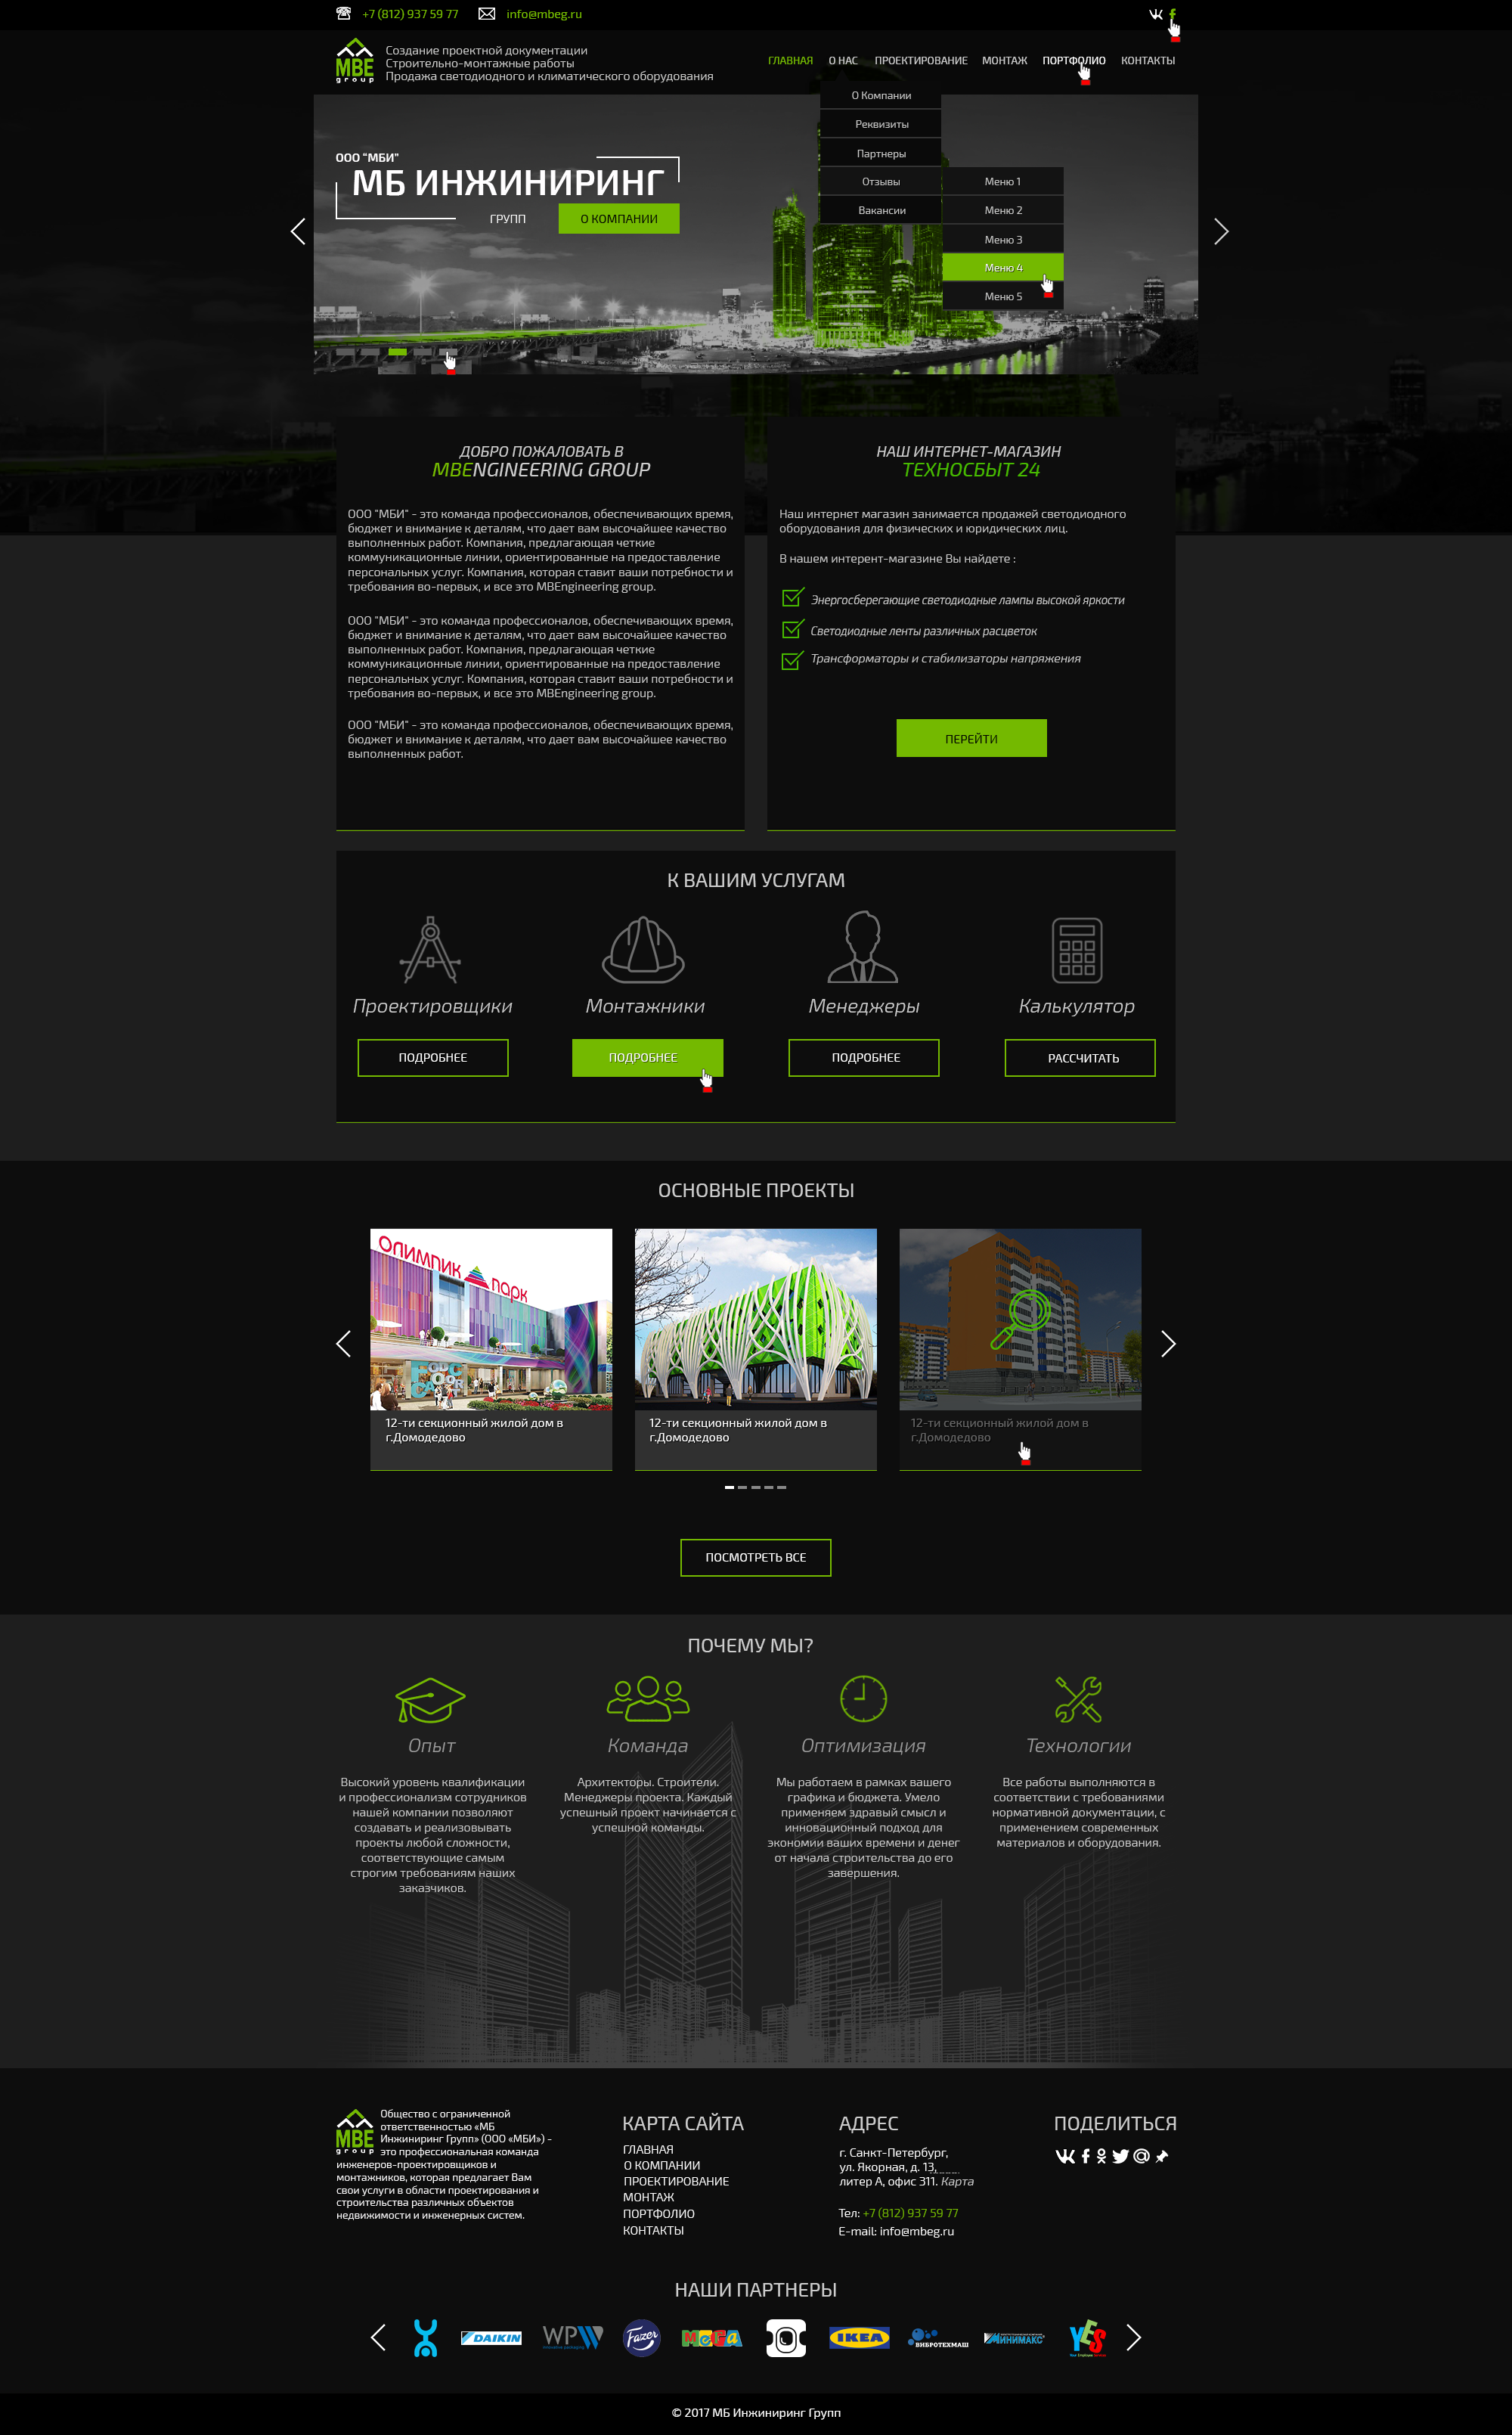 +7 (812) 937 59 77
info@mbeg.ru
MBE
group
Создание проектной документации
Строительно-монтажные работы
Продажа светодиодного и климатического оборудования
ГЛАВНАЯ
О НАС
ПРОЕКТИРОВАНИЕ
МОНТАЖ
ПОРТФОЛИО
КОНТАКТЫ
О Компании
Реквизиты
Партнеры
Отзывы
Вакансии
Меню 1
Меню 2
Меню 3
Меню 4
Меню 5
ООО "МБИ"
МБ ИНЖИНИРИНГ
ГРУПП
О КОМПАНИИ
ДОБРО ПОЖАЛОВАТЬ В
MBENGINEERING GROUP
ООО "МБИ" - это команда профессионалов, обеспечивающих время,
бюджет и внимание к деталям, что дает вам высочайшее качество
выполненных работ. Компания, предлагающая четкие
коммуникационные линии, ориентированные на предоставление
персональных услуг. Компания, которая ставит ваши потребности и
требования во-первых, и все это MBEngineering group.
ООО "МБИ" - это команда профессионалов, обеспечивающих время,
бюджет и внимание к деталям, что дает вам высочайшее качество
выполненных работ. Компания, предлагающая четкие
коммуникационные линии, ориентированные на предоставление
персональных услуг. Компания, которая ставит ваши потребности и
требования во-первых, и все это MBEngineering group.
ООО "МБИ" - это команда профессионалов, обеспечивающих время,
бюджет и внимание к деталям, что дает вам высочайшее качество
выполненных работ.
НАШ ИНТЕРНЕТ-МАГАЗИН
ТЕХНОСБЫТ 24
Наш интернет магазин занимается продажей светодиодного
оборудования для физических и юридических лиц.
В нашем интерент-магазине Вы найдете :
Энергосберегающие светодиодные лампы высокой яркости
Светодиодные ленты различных расцветок
Трансформаторы и стабилизаторы напряжения
ПЕРЕЙТИ
К ВАШИМ УСЛУГАМ
Проектировщики
Монтажники
Менеджеры
Калькулятор
ПОДРОБНЕЕ
ПОДРОБНЕЕ
ПОДРОБНЕЕ
РАССЧИТАТЬ
ОСНОВНЫЕ ПРОЕКТЫ
ОЛИМПИК ПАРК
FOOD
COURT
12-ти секционный жилой дом в
г.Домодедово
12-ти секционный жилой дом в
г.Домодедово
12-ти секционный жилой дом в
г.Домодедово
ПОСМОТРЕТЬ ВСЕ
ПОЧЕМУ МЫ?
Опыт
Высокий уровень квалификации
и профессионализм сотрудников
нашей компании позволяют
создавать и реализовывать
проекты любой сложности,
соответствующие самым
строгим требованиям наших
заказчиков.
Команда
Архитекторы. Строители.
Менеджеры проекта. Каждый
успешный проект начинается с
успешной команды.
Оптимизация
Мы работаем в рамках вашего
графика и бюджета. Умело
применяем здравый смысл и
инновационный подход для
экономии ваших времени и денег
от начала строительства до его
завершения.
Технологии
Все работы выполняются в
соответствии с требованиями
нормативной документации, с
применением современных
материалов и оборудования.
MBE
group
Общество с ограниченной
ответственностью «МБ
Инжиниринг Групп» (ООО «МБИ») -
это профессиональная команда
инженеров-проектировщиков и
монтажников, которая предлагает Вам
свои услуги в области проектирования и
строительства различных объектов
недвижимости и инженерных систем.
КАРТА САЙТА
ГЛАВНАЯ
О КОМПАНИИ
ПРОЕКТИРОВАНИЕ
МОНТАЖ
ПОРТФОЛИО
КОНТАКТЫ
АДРЕС
г. Санкт-Петербург,
ул. Якорная, д. 13,
литер А, офис 311. Карта
Тел: +7 (812) 937 59 77
E-mail: info@mbeg.ru
ПОДЕЛИТЬСЯ
НАШИ ПАРТНЕРЫ
DAIKIN
WP
Fazer
МЕГА
IKEA
ВИБРОТЕХМАШ
МИНИМАКС
YES
© 2017 МБ Инжиниринг Групп